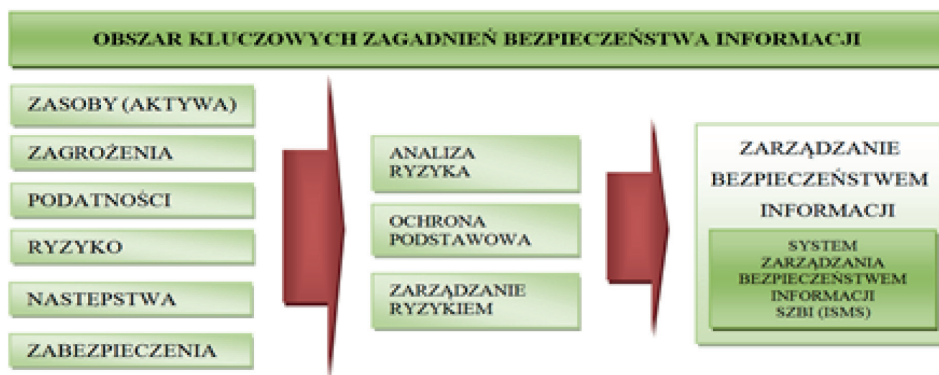 OBSZAR KLUCZOWYCH ZAGADNIEŃ BEZPIECZEŃSTWA INFORMACJI
ZASOBY (AKTYWA)
ZAGROŻENIA
PODATNOŚCI
RYZYKO
NASTĘPSTWA
ZABEZPIECZENIA
ANALIZA
RYZYKA
OCHRONA
PODSTAWOWA
ZARZĄDZANIE
RYZYKIEM
ZARZĄDZANIE
BEZPIECZEŃSTWEM
INFORMACJI
SYSTEM
ZARZĄDZANIA
BEZPIECZEŃSTWEM
INFORMACJI
SZBI (ISMS)